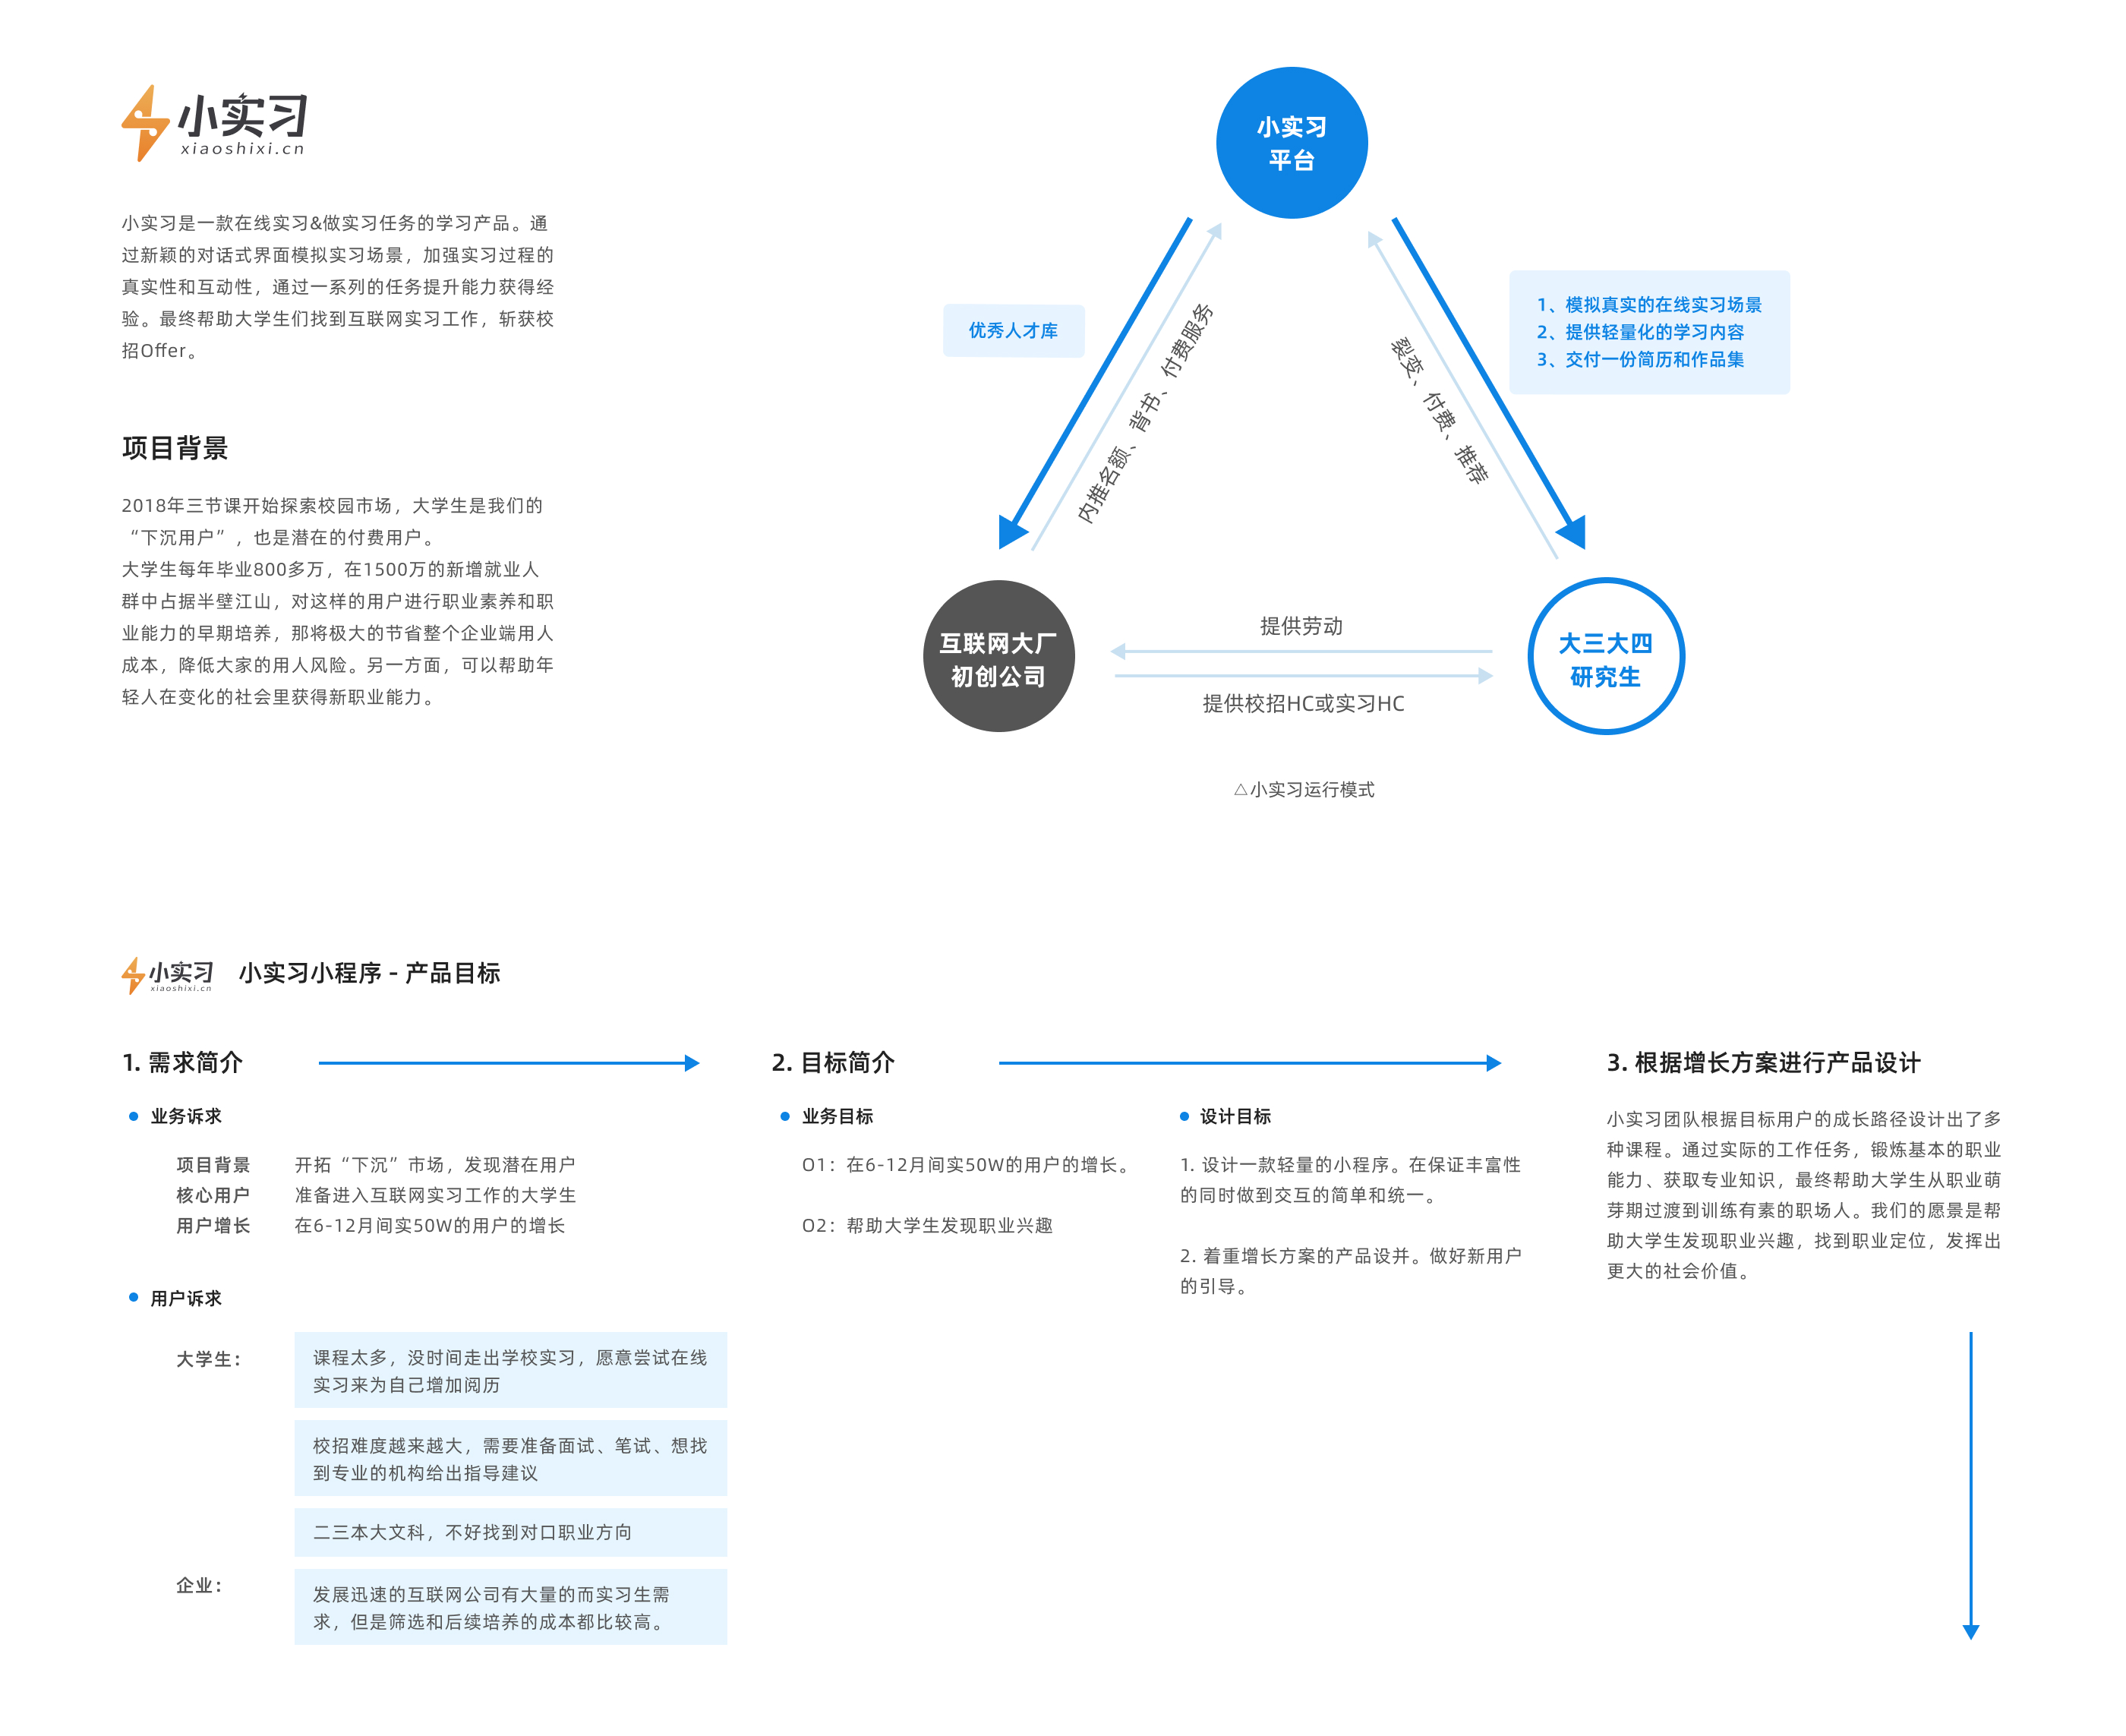 小实习
xiaoshixi.cn
小实习是一款在线实习&做实习任务的学习产品。通
过新颖的对话式界面模拟实习场景，加强实习过程的
真实性和互动性，通过一系列的任务提升能力获得经
验。最终帮助大学生们找到互联网实习工作，斩获校
招Offer。
项目背景
2018年三节课开始探索校园市场，大学生是我们的
“下沉用户”，也是潜在的付费用户。
大学生每年毕业800多万，在1500万的新增就业人
群中占据半壁江山，对这样的用户进行职业素养和职
业能力的早期培养，那将极大的节省整个企业端用人
成本，降低大家的用人风险。另一方面，可以帮助年
轻人在变化的社会里获得新职业能力。
小实习
平台
优秀人才库
内推名额、背书、付费服务
裂变、付费、推荐
1、模拟真实的在线实习场景
2、提供轻量化的学习内容
3、交付一份简历和作品集
互联网大厂
初创公司
提供劳动
提供校招HC或实习HC
大三大四
研究生
△小实习运行模式
小实习
xiaoshixi.cn
小实习小程序 - 产品目标
1. 需求简介
业务诉求
项目背景 开拓“下沉”市场，发现潜在用户
核心用户 准备进入互联网实习工作的大学生
用户增长 在6-12月间实50W的用户的增长
用户诉求
大学生：
课程太多，没时间走出学校实习，愿意尝试在线
实习来为自己增加阅历
校招难度越来越大，需要准备面试、笔试、想找
到专业的机构给出指导建议
二三本大文科，不好找到对口职业方向
企业：
发展迅速的互联网公司有大量的而实习生需
求，但是筛选和后续培养的成本都比较高。
2. 目标简介
业务目标
O1：在6-12月间实50W的用户的增长。
O2：帮助大学生发现职业兴趣
设计目标
1. 设计一款轻量的小程序。在保证丰富性
的同时做到交互的简单和统一。
2. 着重增长方案的产品设并。做好新用户
的引导。
3. 根据增长方案进行产品设计
小实习团队根据目标用户的成长路径设计出了多
种课程。通过实际的工作任务，锻炼基本的职业
能力、获取专业知识，最终帮助大学生从职业萌
芽期过渡到训练有素的职场人。我们的愿景是帮
助大学生发现职业兴趣，找到职业定位，发挥出
更大的社会价值。